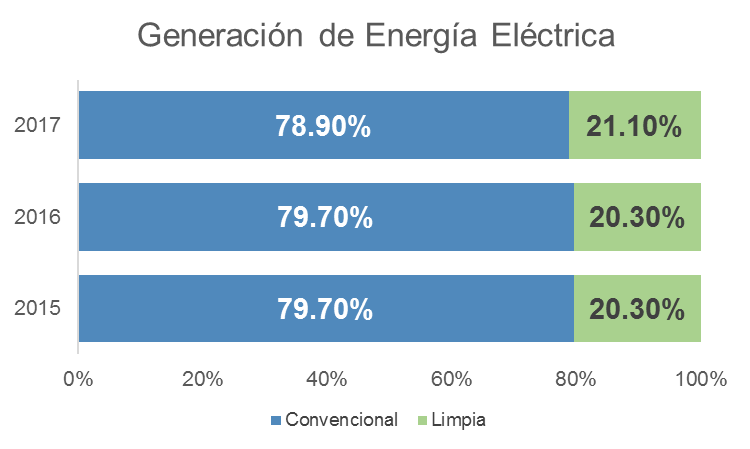 Generación de Energía Eléctrica
2017 78.90% 21.10%
2016 79.70% 20.30%
2015 79.70% 20.30%
0% 20% 40% 60% 80% 100%
Convencional Limpia